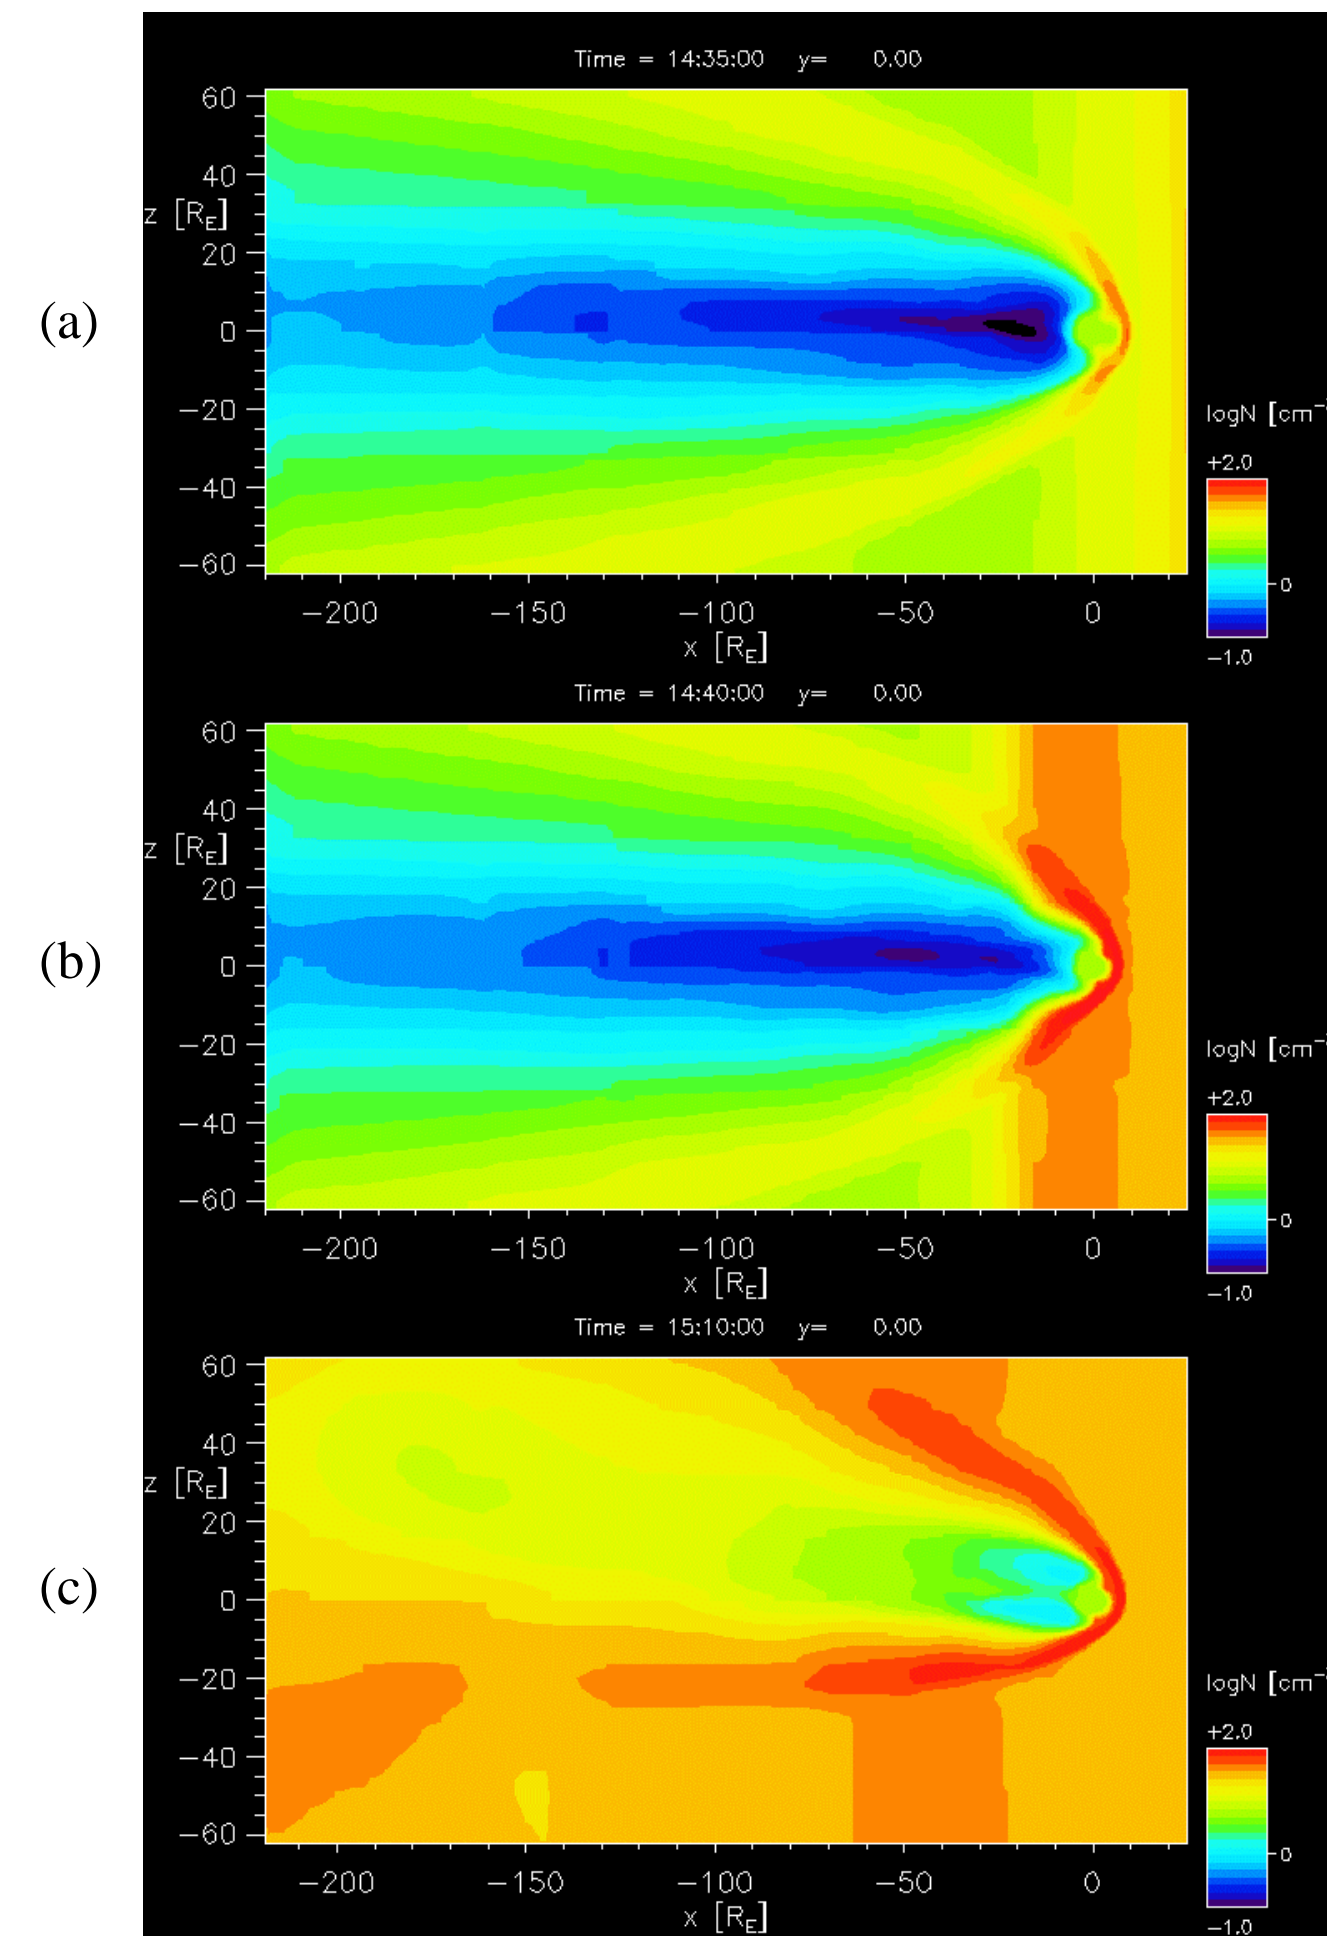 (a)
Time = 14:35:00 y= 0.00
60
40
z [RE]
20
0
−20
−40
−60
−200 −150 −100 −50 0
x [RE]
logN [cm−
+2.0
0
−1.0
(b)
Time = 14:40:00 y= 0.00
60
40
z [RE]
20
0
−20
−40
−60
−200 −150 −100 −50 0
x [RE]
logN [cm−
+2.0
0
−1.0
(c)
Time = 15:10:00 y= 0.00
60
40
z [RE]
20
0
−20
−40
−60
−200 −150 −100 −50 0
x [RE]
logN [cm−
+2.0
0
−1.0